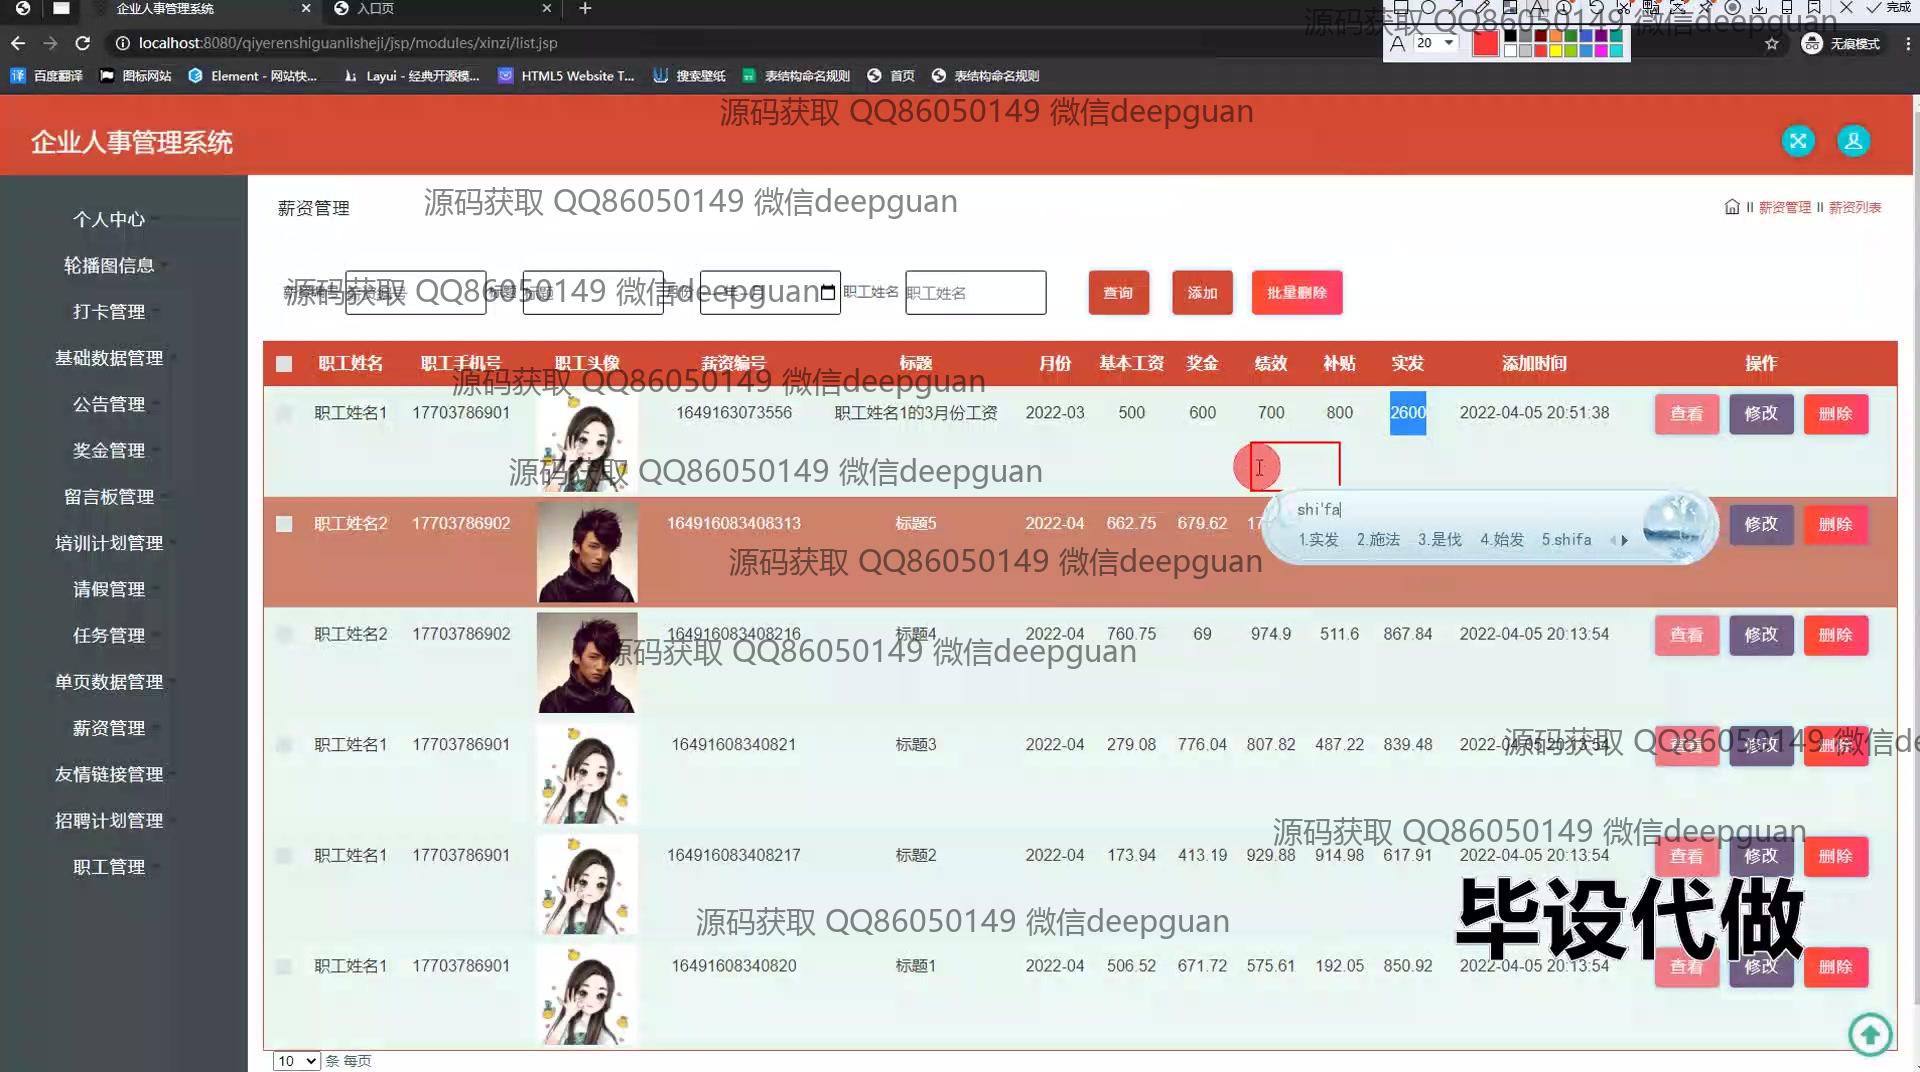 企业人事管理系统
入口页
完成
localhost:8080/qiyerenshiguanlisheji/jsp/modules/xinzi/list.jsp
A 20
无痕模式
百度翻译
图标网站
Element - 网站快...
Layui - 经典开源模...
HTML5 Website T...
搜索壁纸
表结构命名规则
首页
表结构命名规则
源码获取 QQ86050149 微信deepguan
源码获取 QQ86050149 微信deepguan
企业人事管理系统
个人中心
轮播图信息
打卡管理
基础数据管理
公告管理
奖金管理
留言板管理
培训计划管理
请假管理
任务管理
单页数据管理
薪资管理
友情链接管理
招聘计划管理
职工管理
薪资管理
源码获取 QQ86050149 微信deepguan
薪资管理 薪资列表
源码获取 QQ86050149 微信deepguan
职工姓名 职工姓名 查询 添加 批量删除
职工姓名 职工手机号 职工头像 薪资编号 标题 月份 基本工资 奖金 绩效 补贴 实发 添加时间 操作
源码获取 QQ86050149 微信deepguan
职工姓名1 17703786901 1649163073556 职工姓名1的3月份工资 2022-03 500 600 700 800 2600 2022-04-05 20:51:38 查看 修改 删除
源码获取 QQ86050149 微信deepguan
shi'fa
1.实发 2.施法 3.是伐 4.始发 5.shifa
职工姓名2 17703786902 164916083408313 标题5 2022-04 662.75 679.62 修改 删除
源码获取 QQ86050149 微信deepguan
职工姓名2 17703786902 164916083408216 标题4 2022-04 760.75 69 974.9 511.6 867.84 2022-04-05 20:13:54 查看 修改 删除
源码获取 QQ86050149 微信deepguan
职工姓名1 17703786901 16491608340821 标题3 2022-04 279.08 776.04 807.82 487.22 839.48 2022-04-05 20:13:54 查看 修改 删除
源码获取 QQ86050149 微信de
源码获取 QQ86050149 微信deepguan
职工姓名1 17703786901 164916083408217 标题2 2022-04 173.94 413.19 929.88 914.98 617.91 2022-04-05 20:13:54 查看 修改 删除
毕设代做
源码获取 QQ86050149 微信deepguan
职工姓名1 17703786901 16491608340820 标题1 2022-04 506.52 671.72 575.61 192.05 850.92 2022-04-05 20:13:54 查看 修改 删除
10 条 每页